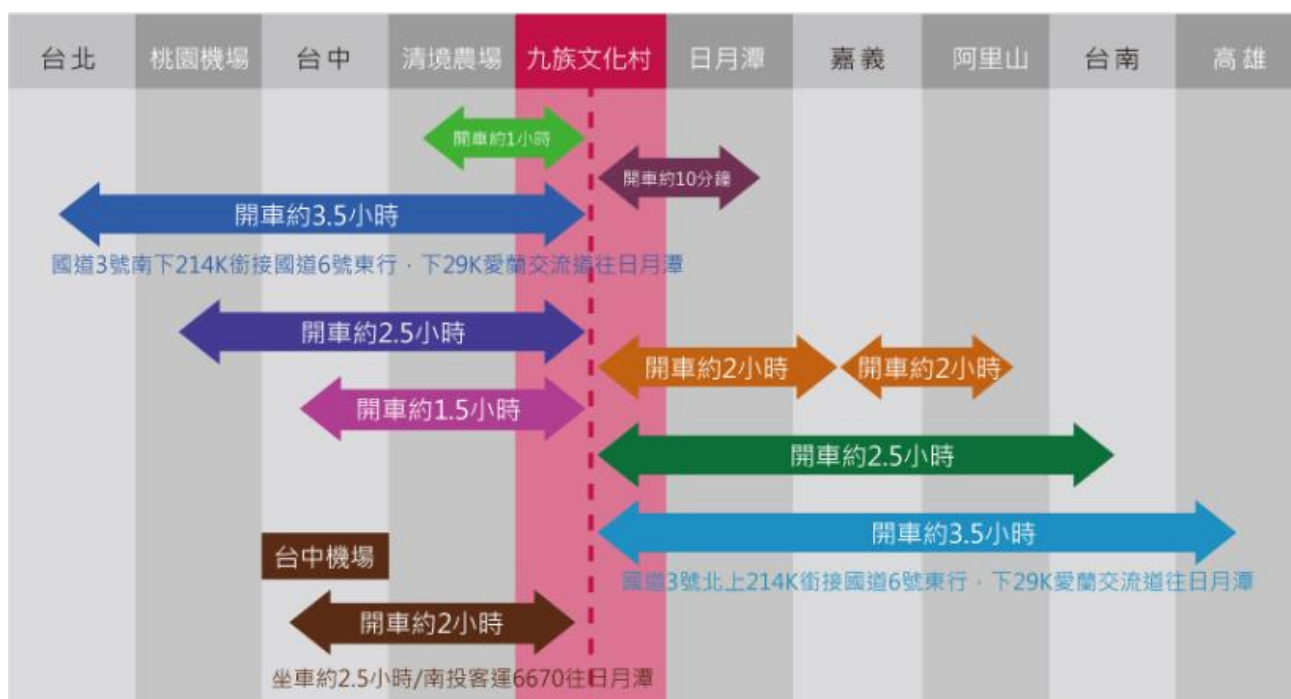 台北 桃園機場 台中 清境農場 九族文化村 日月潭 嘉義 阿里山 台南 高雄
開車約1小時
開車約10分鐘
開車約3.5小時
國道3號南下214K銜接國道6號東行．下29K愛蘭交流道往日月潭
開車約2.5小時
開車約2小時 開車約2小時
開車約1.5小時
開車約2.5小時
開車約3.5小時
台中機場
國道3號北上214K銜接國道6號東行．下29K愛蘭交流道往日月潭
開車約2小時
坐車約2.5小時/南投客運6670往日月潭